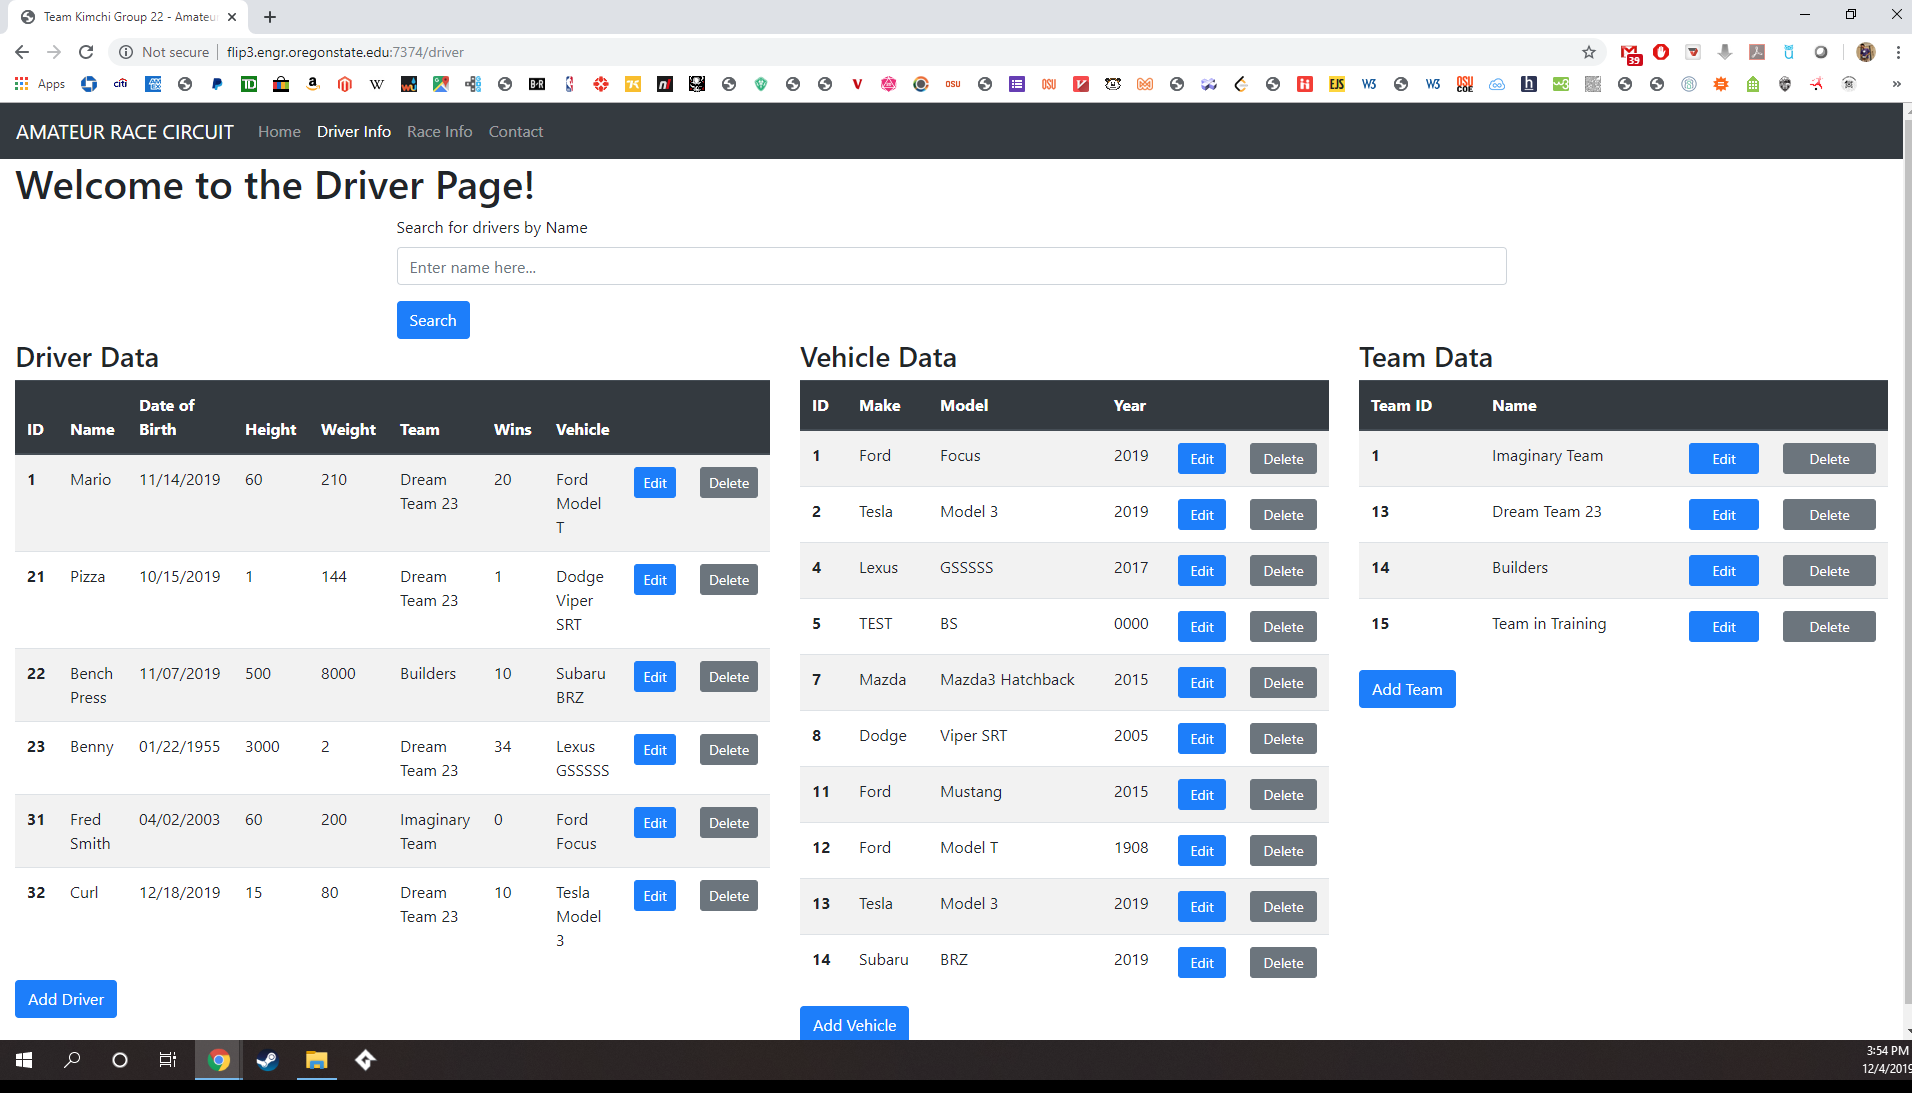 Team Kimchi Group 22 - Amateu
Not secure | flip3.engr.oregonstate.edu:7374/driver
39
Apps citi TD W B·R n! V OSU OSU EJS W3 W3 OSU COE h
AMATEUR RACE CIRCUIT Home Driver Info Race Info Contact
Welcome to the Driver Page!
Search for drivers by Name
Enter name here...
Search
Driver Data
ID Name Date of Birth Height Weight Team Wins Vehicle
1 Mario 11/14/2019 60 210 Dream Team 23 20 Ford Model T Edit Delete
21 Pizza 10/15/2019 1 144 Dream Team 23 1 Dodge Viper SRT Edit Delete
22 Bench Press 11/07/2019 500 8000 Builders 10 Subaru BRZ Edit Delete
23 Benny 01/22/1955 3000 2 Dream Team 23 34 Lexus GSSSSS Edit Delete
31 Fred Smith 04/02/2003 60 200 Imaginary Team 0 Ford Focus Edit Delete
32 Curl 12/18/2019 15 80 Dream Team 23 10 Tesla Model 3 Edit Delete
Add Driver
Vehicle Data
ID Make Model Year
1 Ford Focus 2019 Edit Delete
2 Tesla Model 3 2019 Edit Delete
4 Lexus GSSSSS 2017 Edit Delete
5 TEST BS 0000 Edit Delete
7 Mazda Mazda3 Hatchback 2015 Edit Delete
8 Dodge Viper SRT 2005 Edit Delete
11 Ford Mustang 2015 Edit Delete
12 Ford Model T 1908 Edit Delete
13 Tesla Model 3 2019 Edit Delete
14 Subaru BRZ 2019 Edit Delete
Add Vehicle
Team Data
Team ID Name
1 Imaginary Team Edit Delete
13 Dream Team 23 Edit Delete
14 Builders Edit Delete
15 Team in Training Edit Delete
Add Team
3:54 PM
12/4/2019